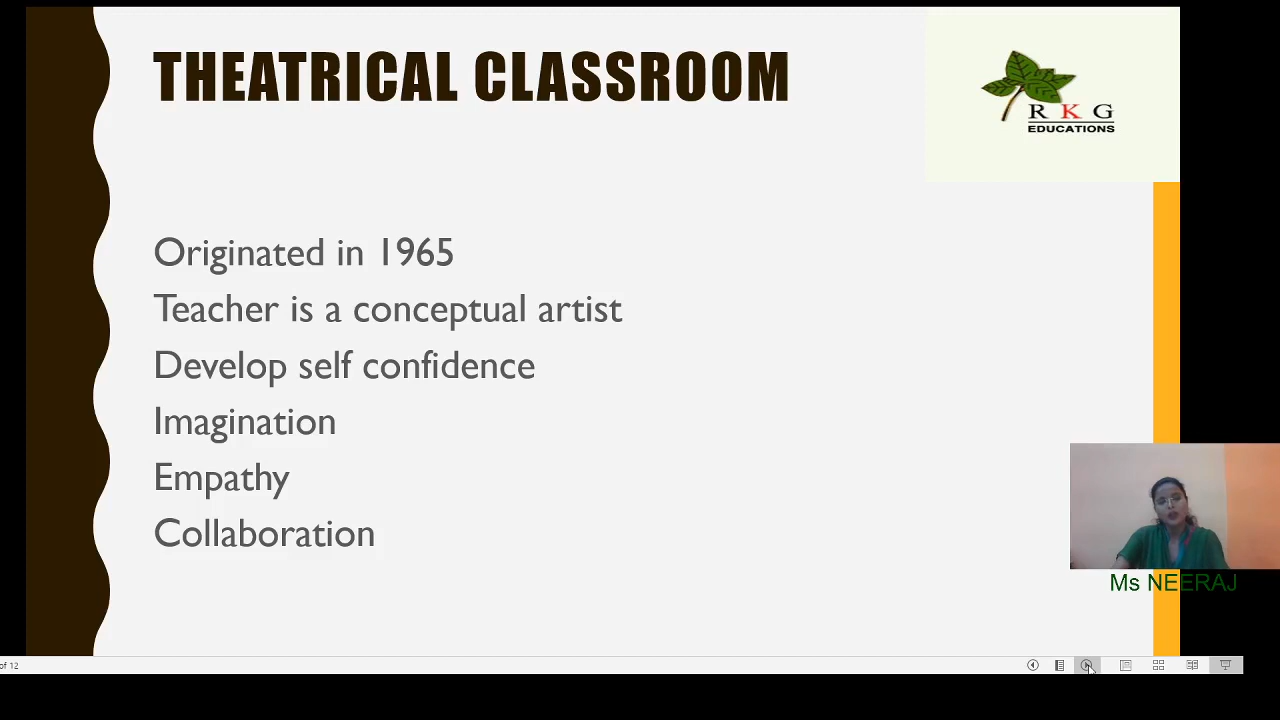 THEATRICAL CLASSROOM
R K G
EDUCATIONS
Originated in 1965
Teacher is a conceptual artist
Develop self confidence
Imagination
Empathy
Collaboration
Ms NEERAJ
of 12